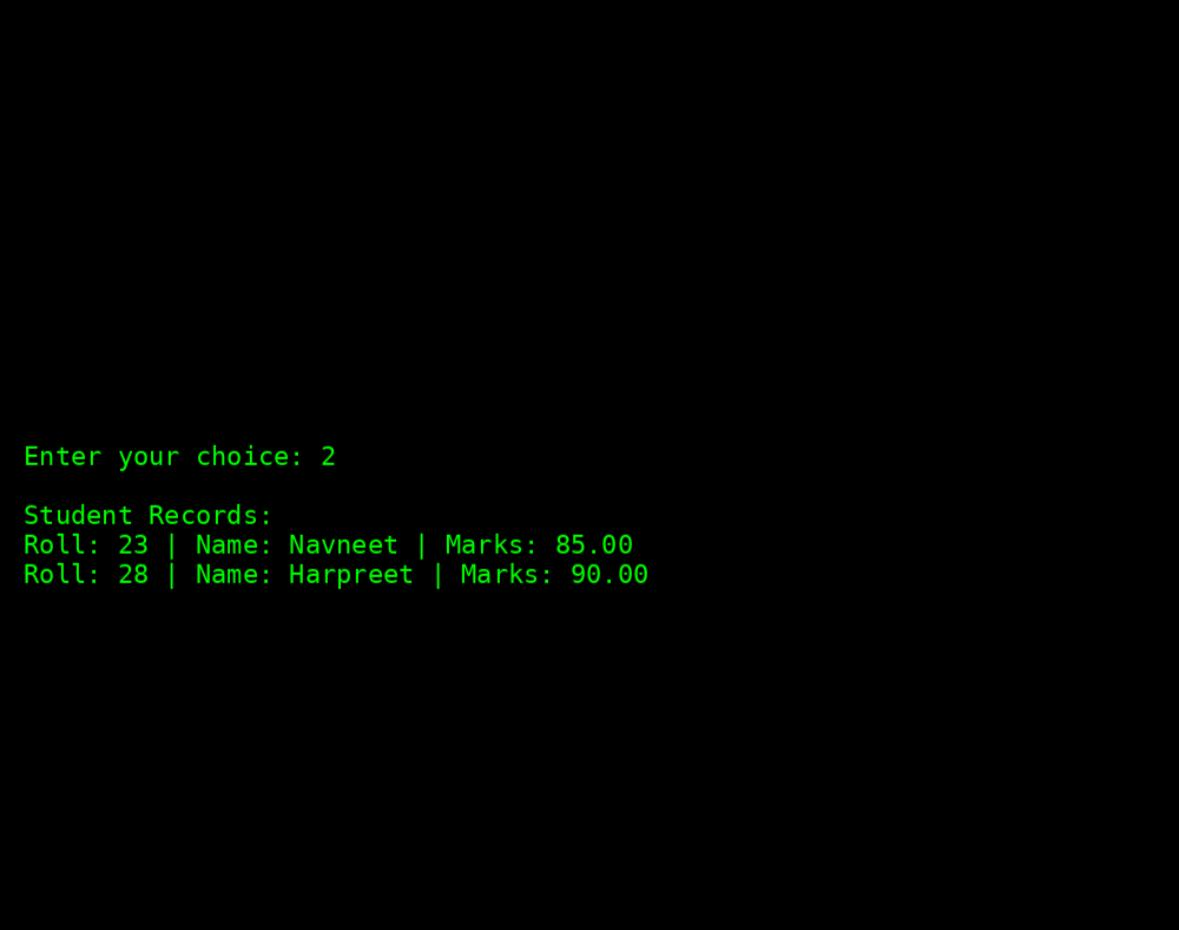 Enter your choice: 2
Student Records:
Roll: 23 | Name: Navneet | Marks: 85.00
Roll: 28 | Name: Harpreet | Marks: 90.00